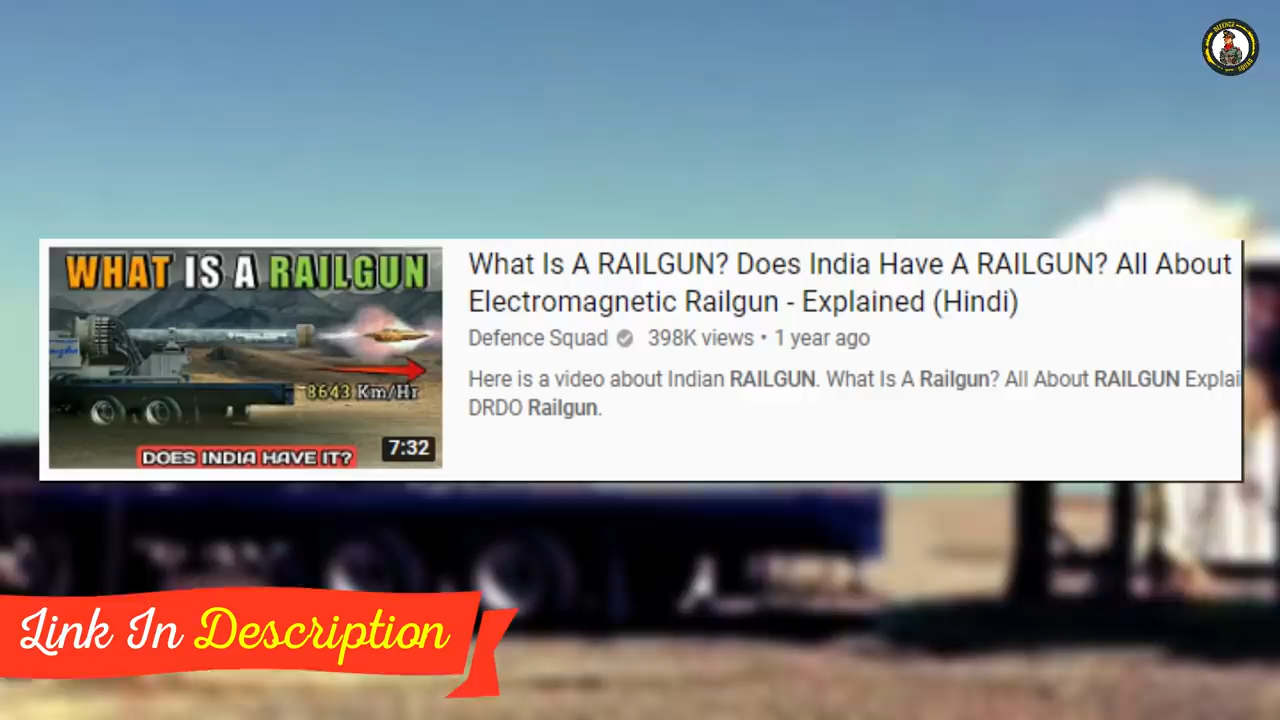 DEFENCE
SQUAD
WHAT IS A RAILGUN
8643 Km/Hr
DOES INDIA HAVE IT?
7:32
What Is A RAILGUN? Does India Have A RAILGUN? All About
Electromagnetic Railgun - Explained (Hindi)
Defence Squad 398K views • 1 year ago
Here is a video about Indian RAILGUN. What Is A Railgun? All About RAILGUN Explai
DRDO Railgun.
Link In Description